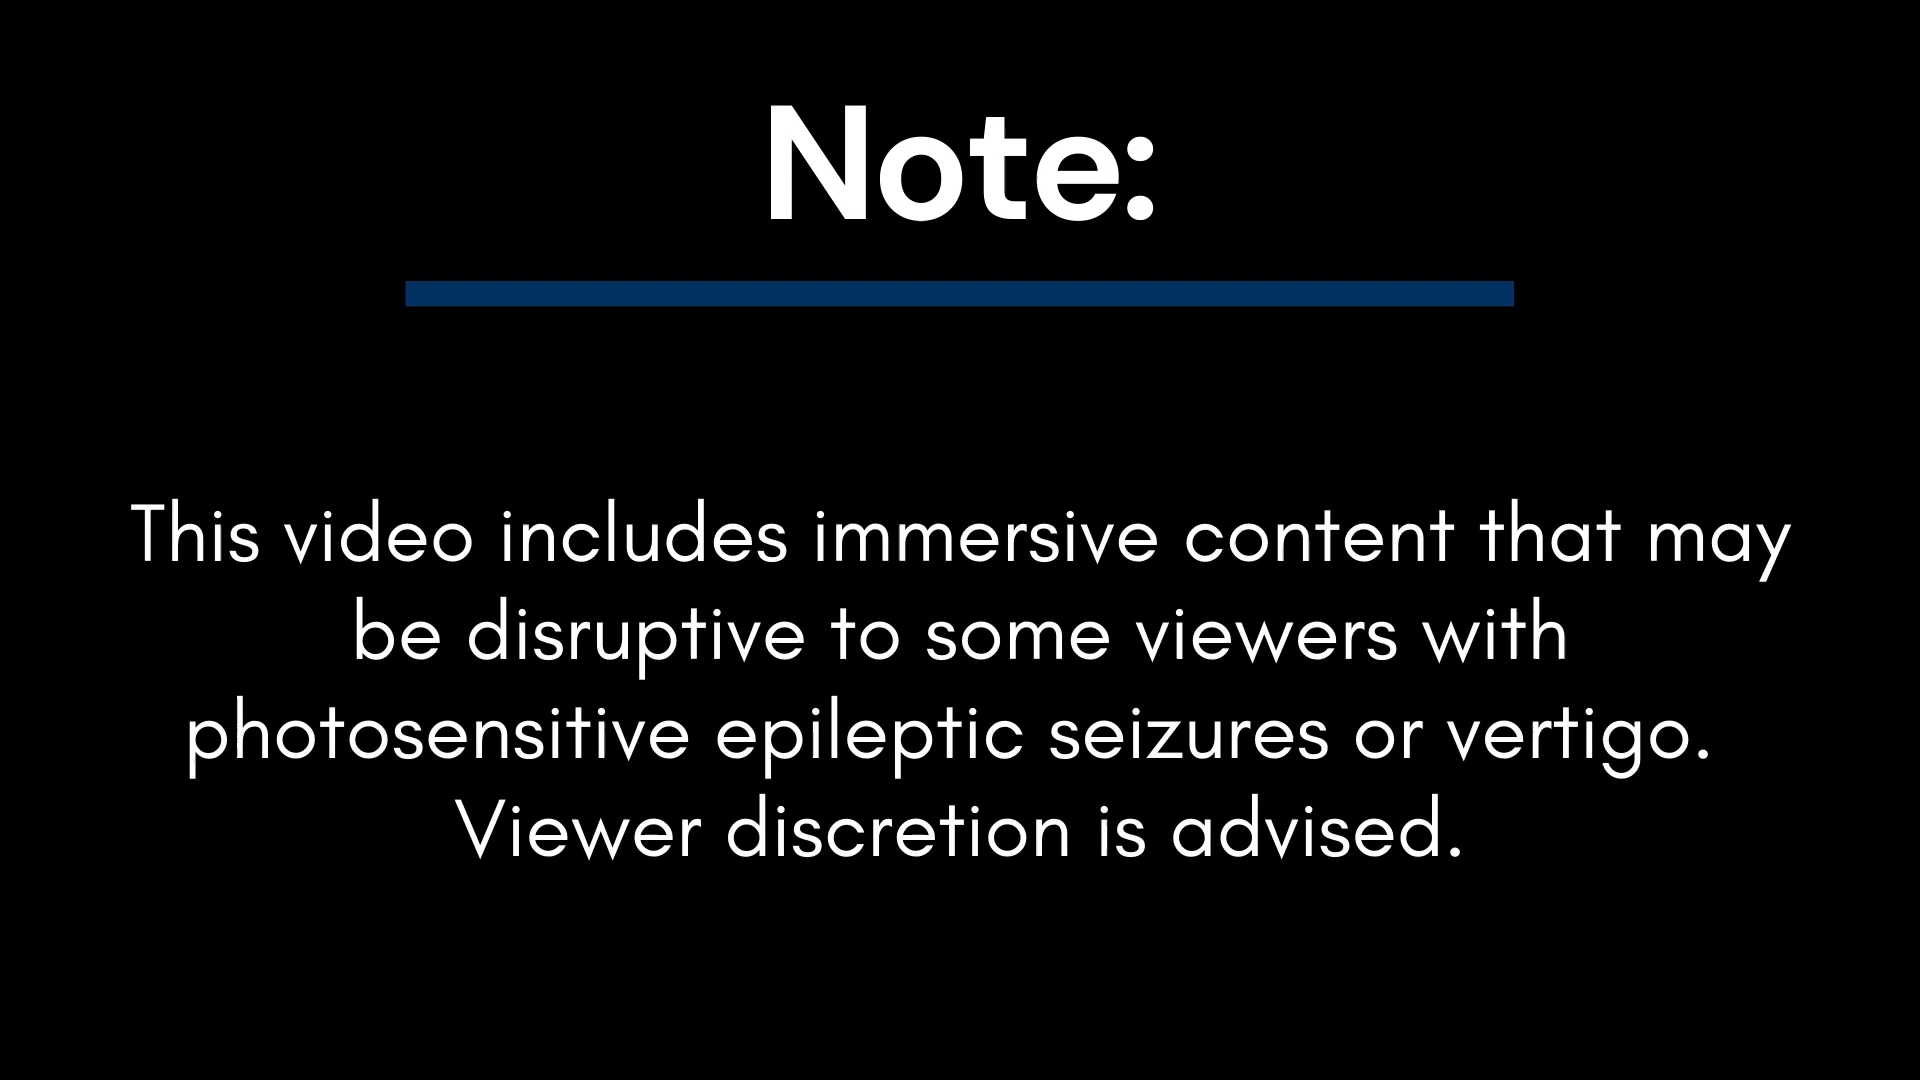 Note:
This video includes immersive content that may
be disruptive to some viewers with
photosensitive epileptic seizures or vertigo.
Viewer discretion is advised.